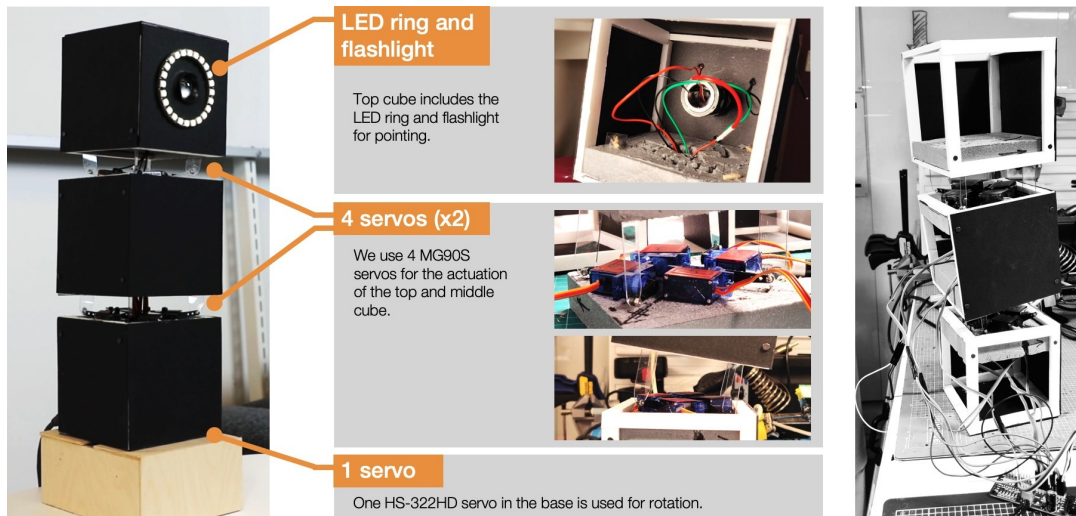 LED ring and
flashlight
Top cube includes the
LED ring and flashlight
for pointing.
4 servos (x2)
We use 4 MG90S
servos for the actuation
of the top and middle
cube.
1 servo
One HS-322HD servo in the base is used for rotation.